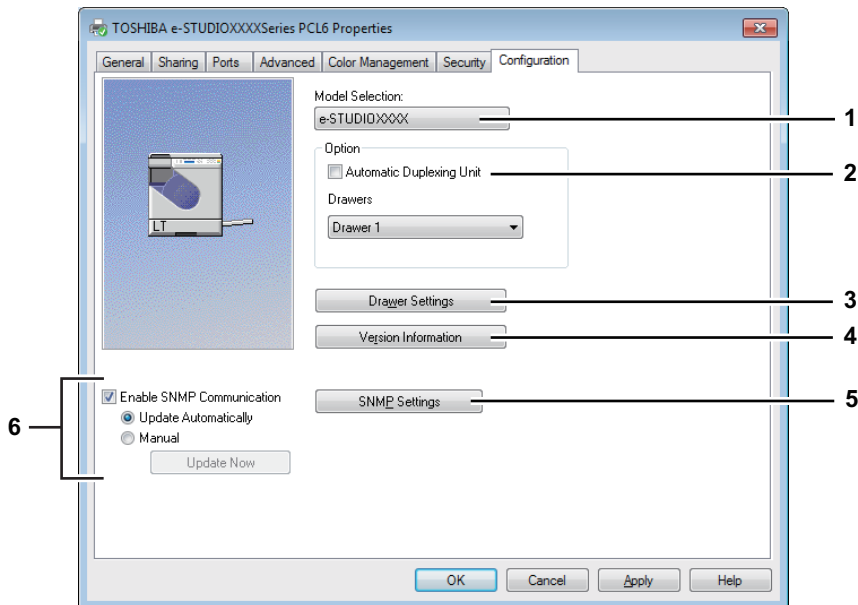 TOSHIBA e-STUDIOXXXXSeries PCL6 Properties
General Sharing Ports Advanced Color Management Security Configuration
Model Selection:
e-STUDIOXXXX
1
Option
Automatic Duplexing Unit
2
Drawers
Drawer 1
LT
Drawer Settings
3
Version Information
4
Enable SNMP Communication
SNMP Settings
5
Update Automatically
6
Manual
Update Now
OK Cancel Apply Help